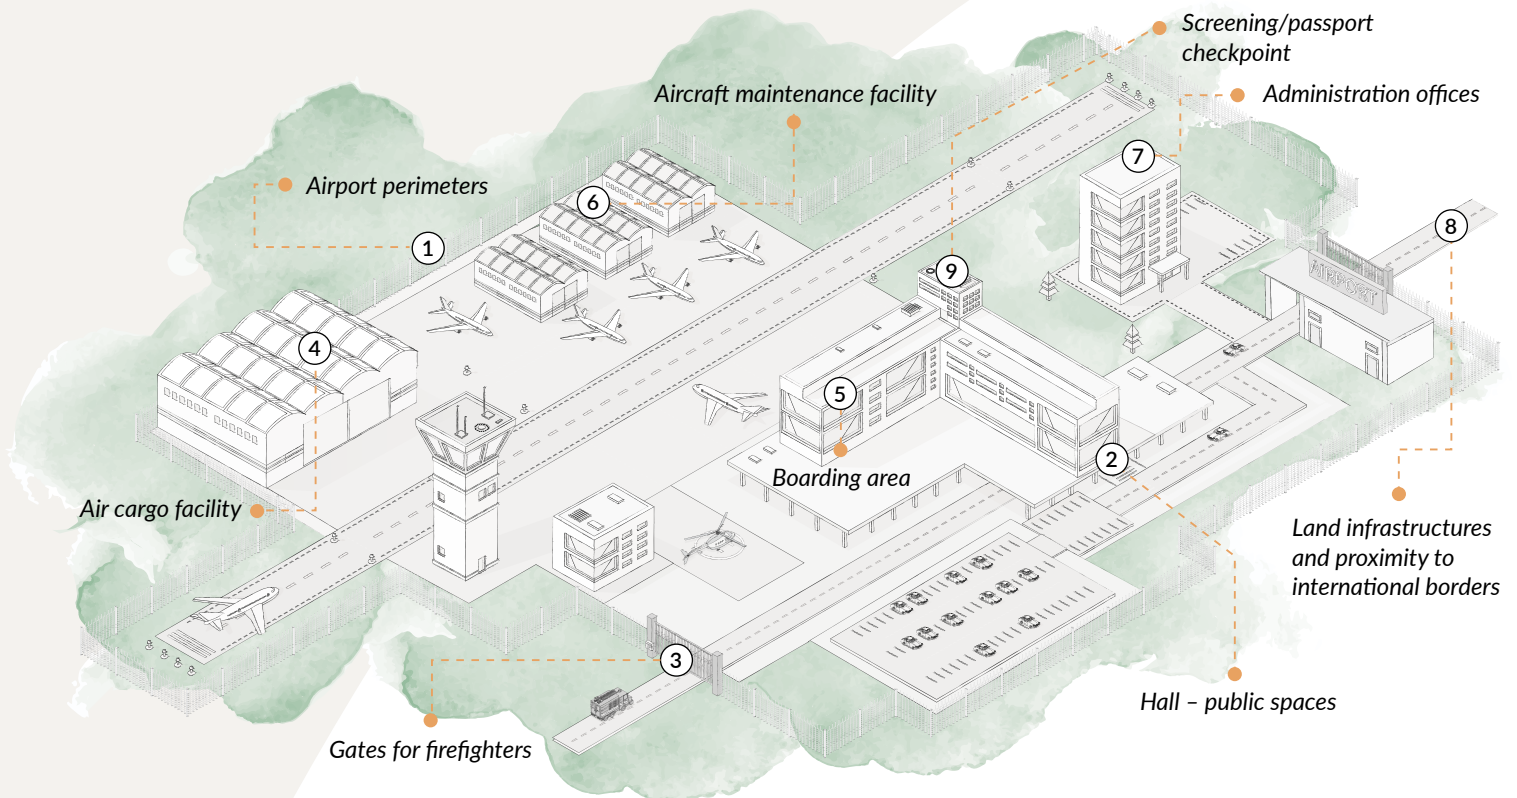 Screening/passport
checkpoint
Aircraft maintenance facility
Administration offices
7
Airport perimeters
6
8
1
9
AIRPORT
4
5
2
Boarding area
Air cargo facility
Land infrastructures
and proximity to
international borders
3
Hall – public spaces
Gates for firefighters